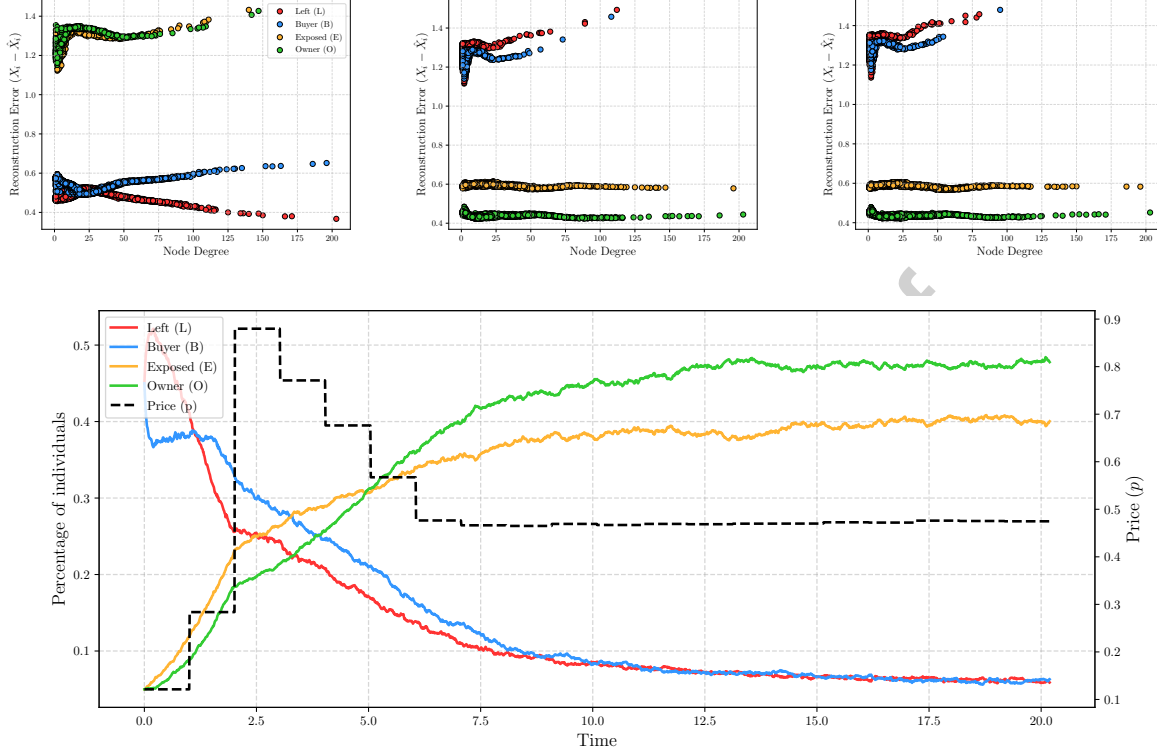 1.4
1.2
1.0
0.8
0.6
0.4
Reconstruction Error (X_i − X̂_i)
0 25 50 75 100 125 150 175 200
Node Degree
Left (L)
Buyer (B)
Exposed (E)
Owner (O)
1.4
1.2
1.0
0.8
0.6
0.4
Reconstruction Error (X_i − X̂_i)
0 25 50 75 100 125 150 175 200
Node Degree
1.4
1.2
1.0
0.8
0.6
0.4
Reconstruction Error (X_i − X̂_i)
0 25 50 75 100 125 150 175 200
Node Degree
Left (L)
Buyer (B)
Exposed (E)
Owner (O)
Price (p)
0.5
0.4
0.3
0.2
0.1
Percentage of individuals
0.9
0.8
0.7
0.6
0.5
0.4
0.3
0.2
0.1
Price (p)
0.0 2.5 5.0 7.5 10.0 12.5 15.0 17.5 20.0
Time